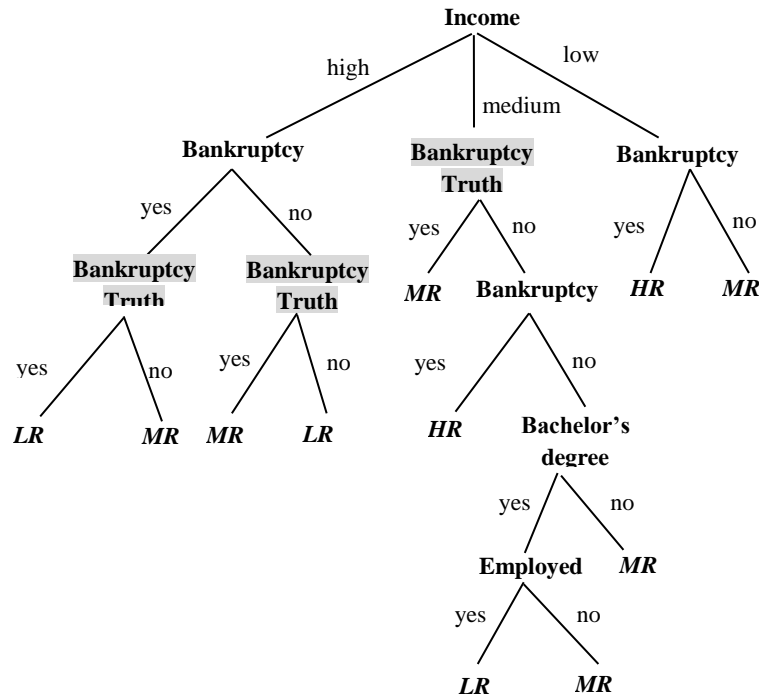 Income
high
medium
low
Bankruptcy
Bankruptcy
Truth
Bankruptcy
yes
no
yes
no
yes
no
Bankruptcy
Truth
Bankruptcy
Truth
MR
Bankruptcy
HR
MR
yes
no
yes
no
yes
no
LR
MR
MR
LR
HR
Bachelor's
degree
yes
no
Employed
MR
yes
no
LR
MR